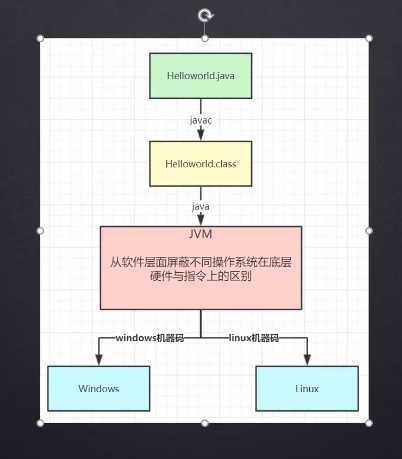 Helloworld.java
javac
Helloworld.class
java
JVM
从软件层面屏蔽不同操作系统在底层
硬件与指令上的区别
windows机器码
linux机器码
Windows
Linux